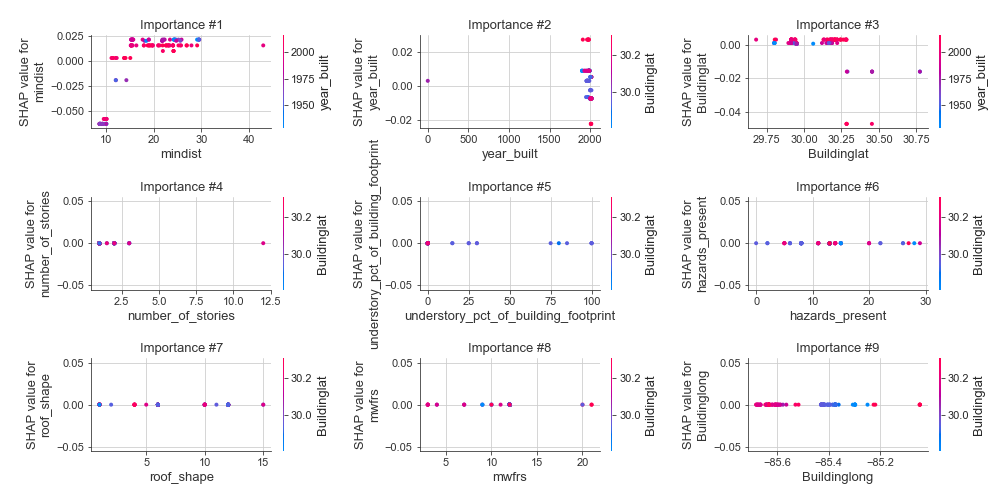 Importance #1
0.025
0.000
−0.025
−0.050
SHAP value for
mindist
10
20
30
40
mindist
2000
1975
1950
year_built
Importance #2
0.02
0.00
−0.02
SHAP value for
year_built
0
500
1000
1500
2000
year_built
30.2
30.0
Buildinglat
Importance #3
0.00
−0.02
−0.04
SHAP value for
Buildinglat
29.75
30.00
30.25
30.50
30.75
Buildinglat
2000
1975
1950
year_built
Importance #4
0.05
0.00
−0.05
SHAP value for
number_of_stories
2.5
5.0
7.5
10.0
12.5
number_of_stories
30.2
30.0
Buildinglat
Importance #5
0.05
0.00
−0.05
SHAP value for
understory_pct_of_building_footprint
0
25
50
75
100
understory_pct_of_building_footprint
30.2
30.0
Buildinglat
Importance #6
0.05
0.00
−0.05
SHAP value for
hazards_present
0
10
20
30
hazards_present
30.2
30.0
Buildinglat
Importance #7
0.05
0.00
−0.05
SHAP value for
roof_shape
5
10
15
roof_shape
30.2
30.0
Buildinglat
Importance #8
0.05
0.00
−0.05
SHAP value for
mwfrs
5
10
15
20
mwfrs
30.2
30.0
Buildinglat
Importance #9
0.05
0.00
−0.05
SHAP value for
Buildinglong
−85.6
−85.4
−85.2
Buildinglong
30.2
30.0
Buildinglat